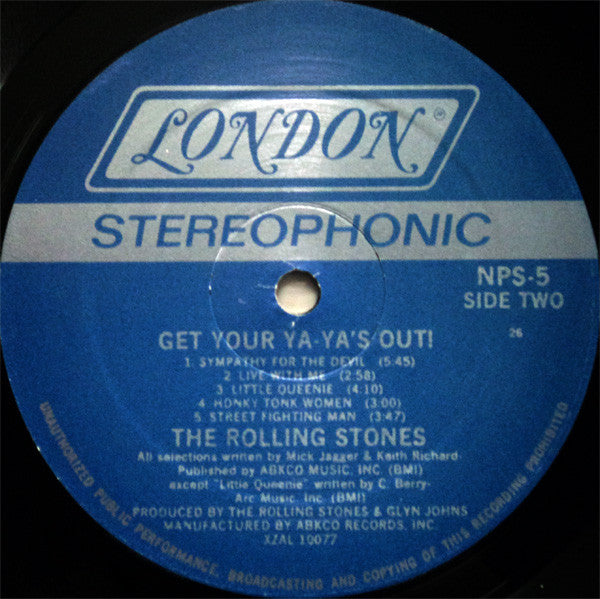 LONDON®
STEREOPHONIC
NPS-5
SIDE TWO
26
GET YOUR YA-YA'S OUT!
1. SYMPATHY FOR THE DEVIL (5:45)
2. LIVE WITH ME (2:58)
3. LITTLE QUEENIE (4:10)
4. HONKY TONK WOMEN (3:00)
5. STREET FIGHTING MAN (3:47)
THE ROLLING STONES
All selections written by Mick Jagger & Keith Richard-
Published by ABKCO MUSIC, INC. (BMI)
except "Little Queenie" written by C. Berry-
Arc Music, Inc. (BMI)
PRODUCED BY THE ROLLING STONES & GLYN JOHNS
MANUFACTURED BY ABKCO RECORDS, INC.
XZAL 10077
UNAUTHORIZED PUBLIC PERFORMANCE, BROADCASTING AND COPYING OF THIS RECORDING PROHIBITED